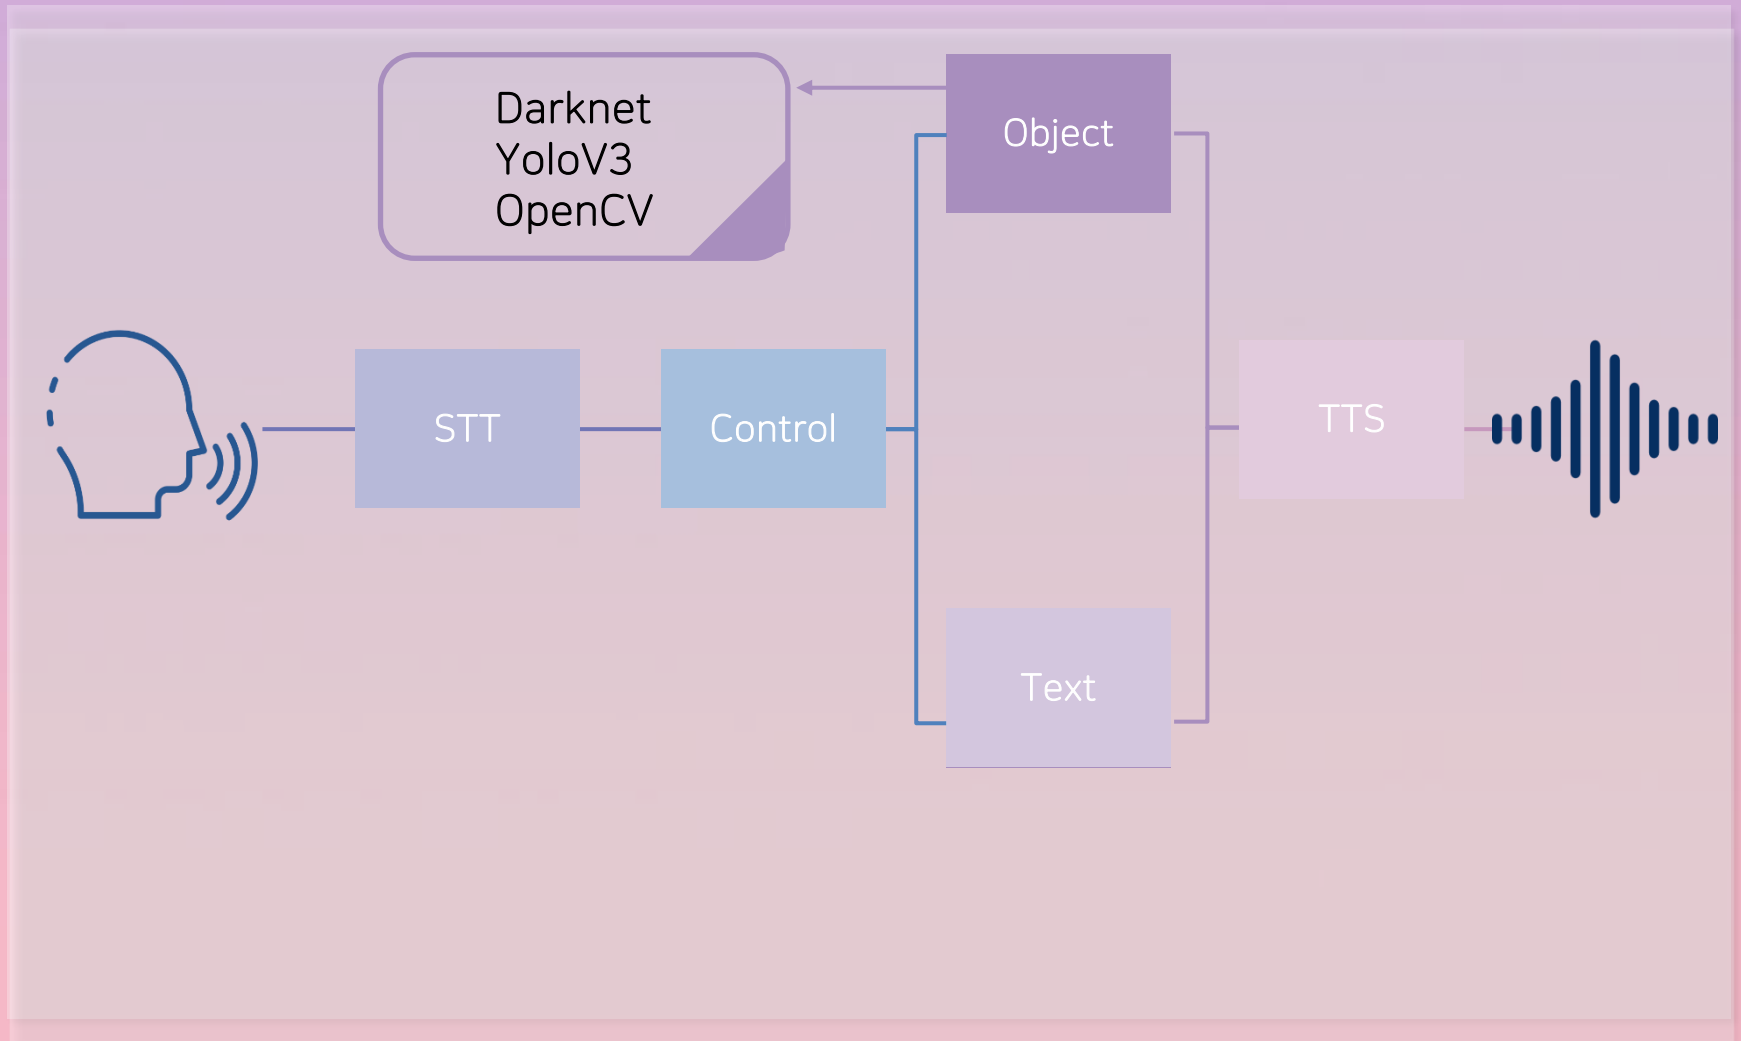 Darknet
YoloV3
OpenCV
Object
STT
Control
TTS
Text